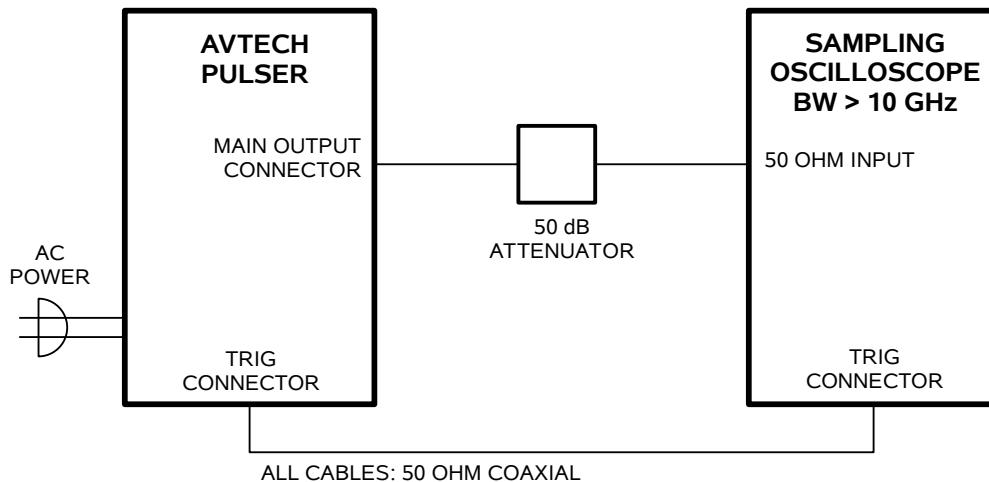 AVTECH
PULSER
MAIN OUTPUT
CONNECTOR
AC
POWER
TRIG
CONNECTOR
50 dB
ATTENUATOR
SAMPLING
OSCILLOSCOPE
BW > 10 GHz
50 OHM INPUT
TRIG
CONNECTOR
ALL CABLES: 50 OHM COAXIAL